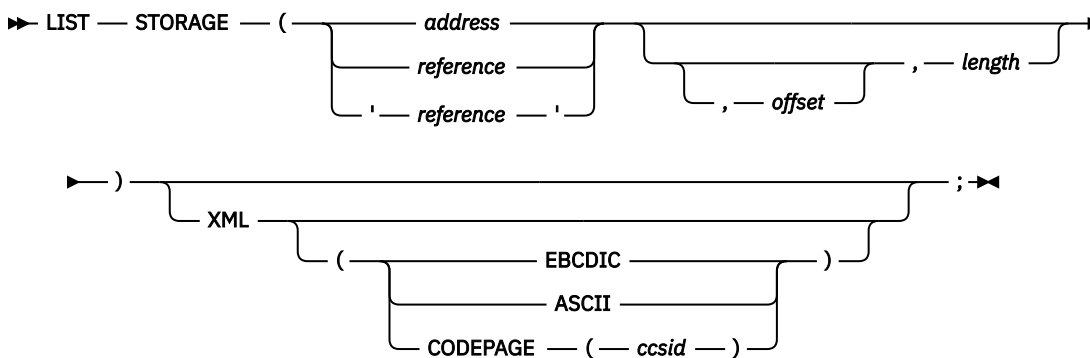 LIST STORAGE ( address
reference
' reference '
, offset
, length
) ;
XML
( EBCDIC )
ASCII
CODEPAGE ( ccsid )